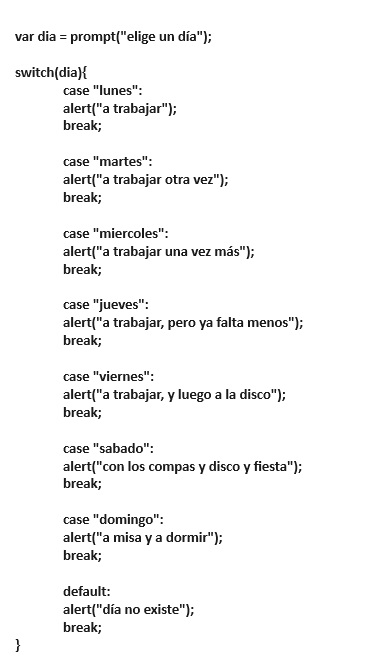 var dia = prompt("elige un día");
switch(dia){
case "lunes":
alert("a trabajar");
break;
case "martes":
alert("a trabajar otra vez");
break;
case "miercoles":
alert("a trabajar una vez más");
break;
case "jueves":
alert("a trabajar, pero ya falta menos");
break;
case "viernes":
alert("a trabajar, y luego a la disco");
break;
case "sabado":
alert("con los compas y disco y fiesta");
break;
case "domingo":
alert("a misa y a dormir");
break;
default:
alert("día no existe");
break;
}